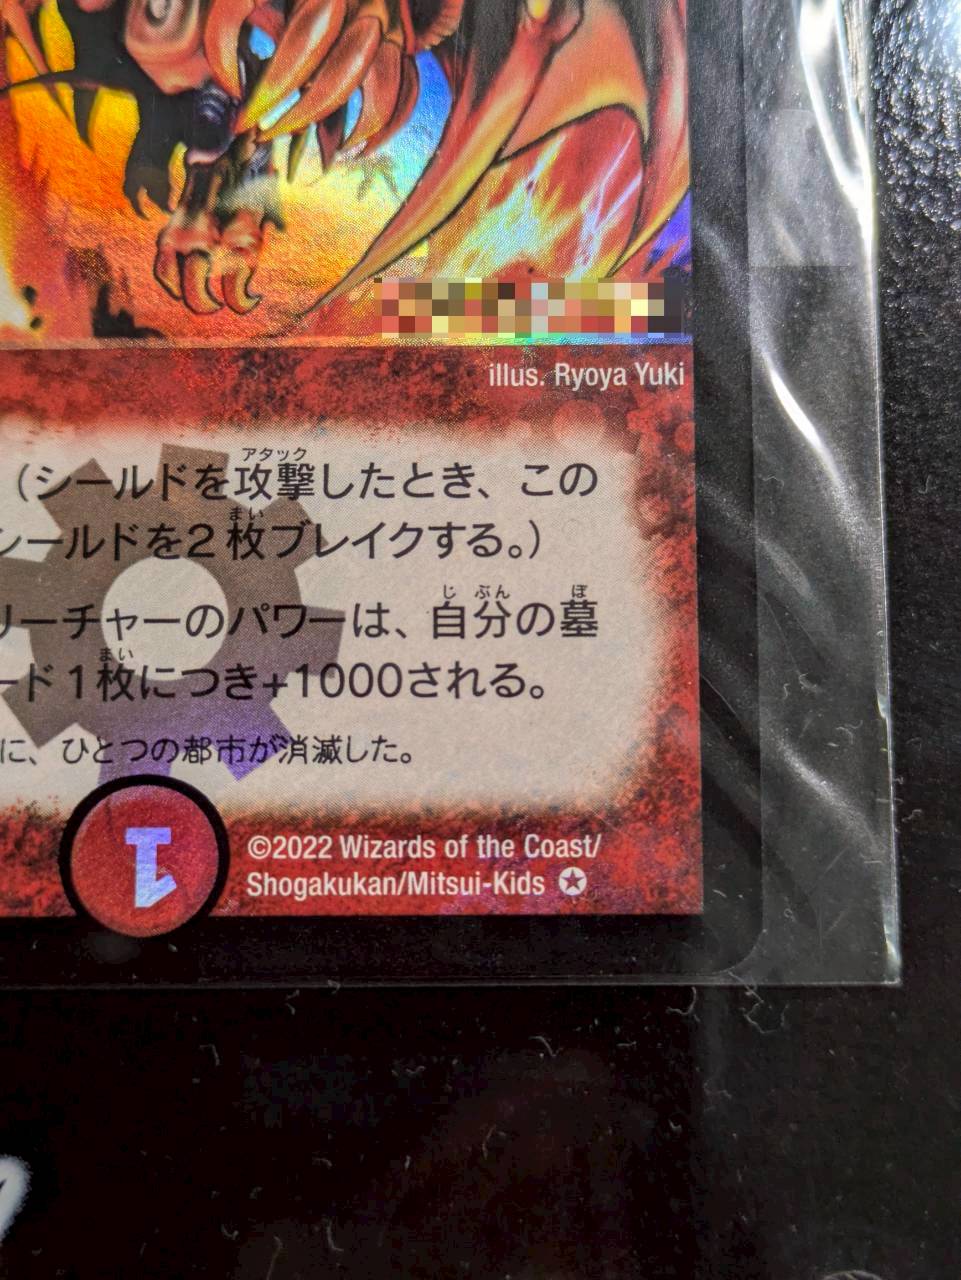 illus. Ryoya Yuki
(シールドを攻撃したとき、この
シールドを2枚ブレイクする。)
リーチャーのパワーは、自分の墓
ード1枚につき+1000される。
に、ひとつの都市が消滅した。
1
©2022 Wizards of the Coast/
Shogakukan/Mitsui-Kids